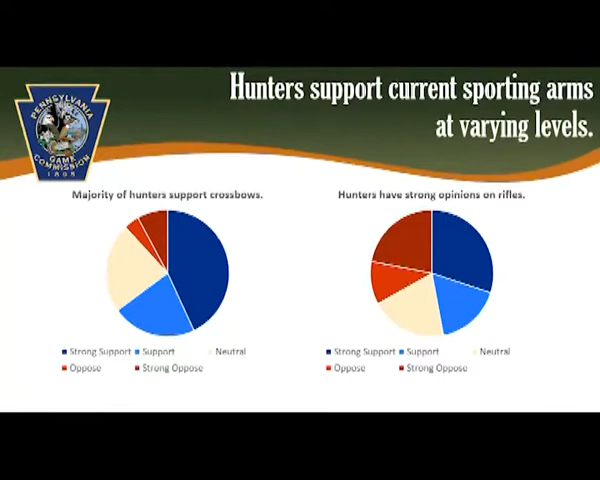 Hunters support current sporting arms
at varying levels.
PENNSYLVANIA
GAME
COMMISSION
1895
Majority of hunters support crossbows.
Strong Support Support Neutral
Oppose Strong Oppose
Hunters have strong opinions on rifles.
Strong Support Support Neutral
Oppose Strong Oppose